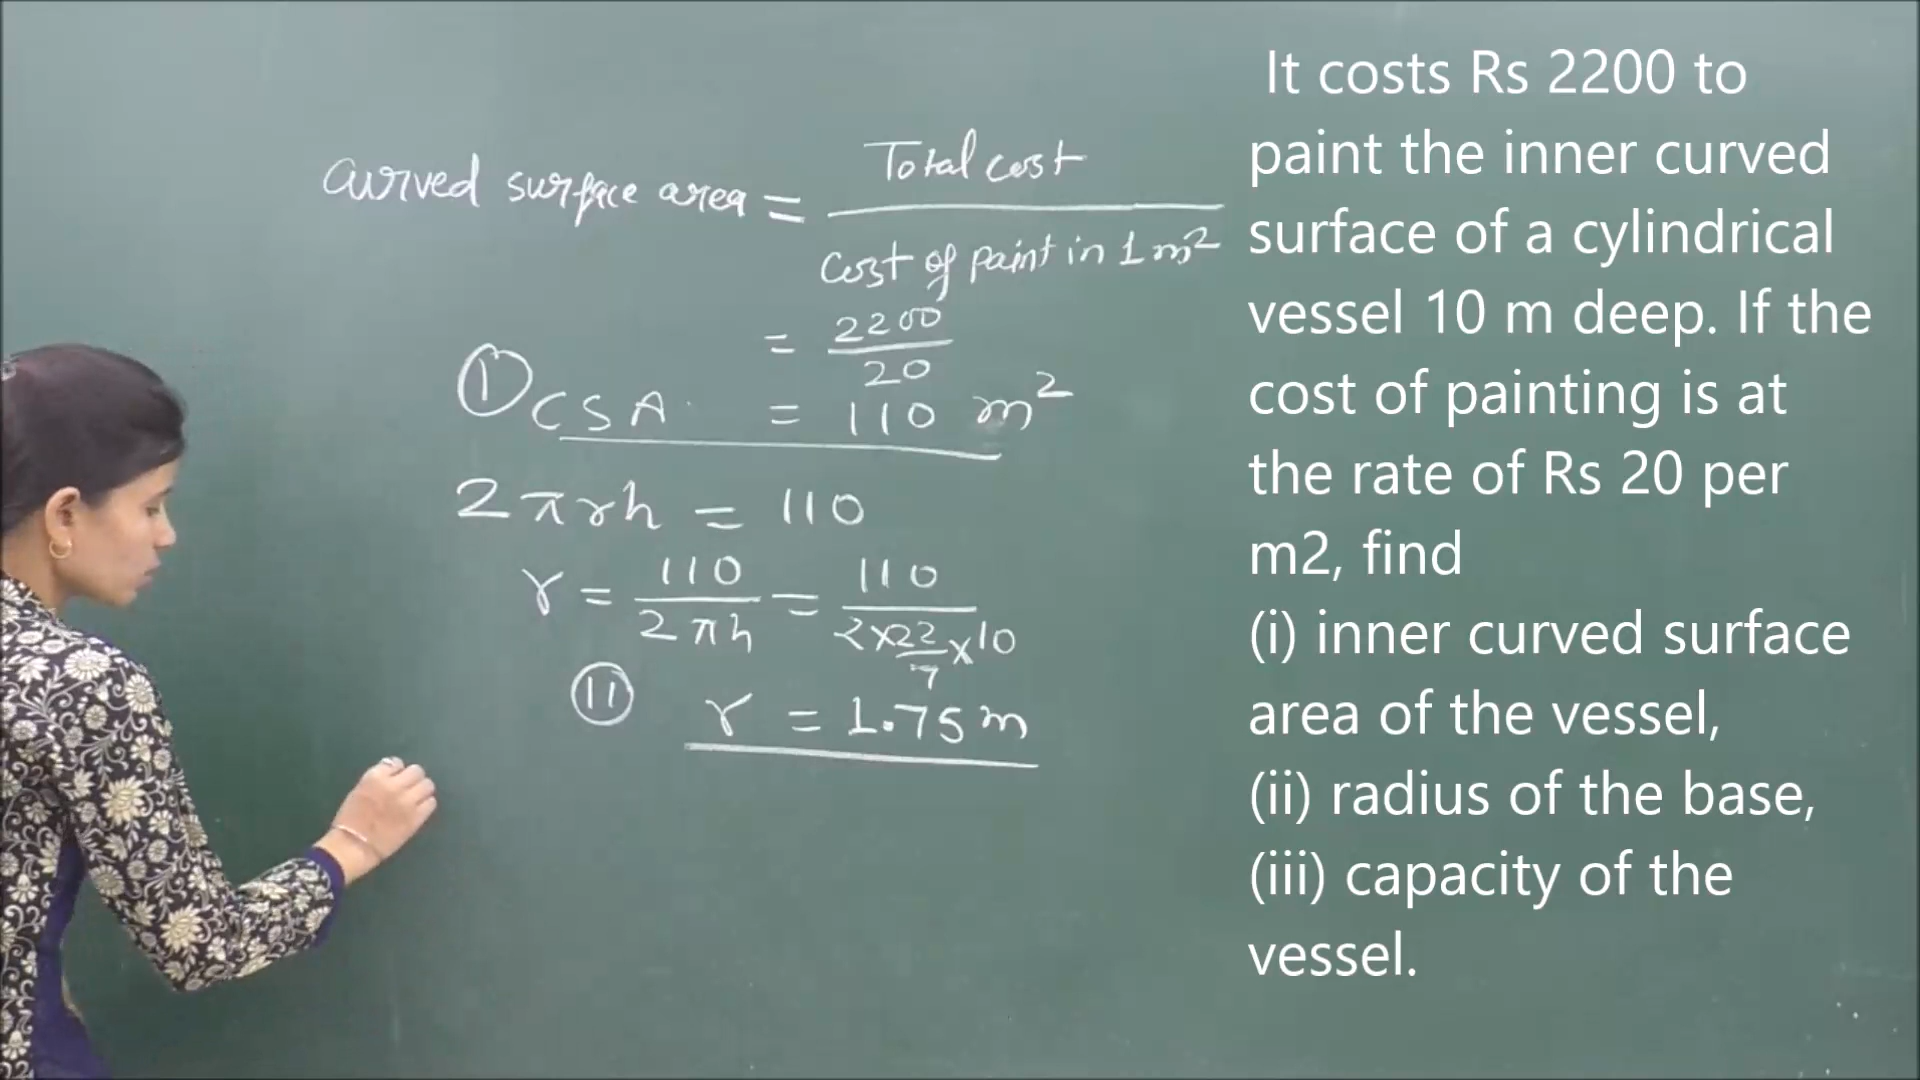 curved surface area = Total cost / cost of paint in 1 m²
= 2200 / 20
① CSA = 110 m²
2πrh = 110
r = 110 / 2πh = 110 / 2×22/7×10
⑪ r = 1.75 m
It costs Rs 2200 to
paint the inner curved
surface of a cylindrical
vessel 10 m deep. If the
cost of painting is at
the rate of Rs 20 per
m2, find
(i) inner curved surface
area of the vessel,
(ii) radius of the base,
(iii) capacity of the
vessel.